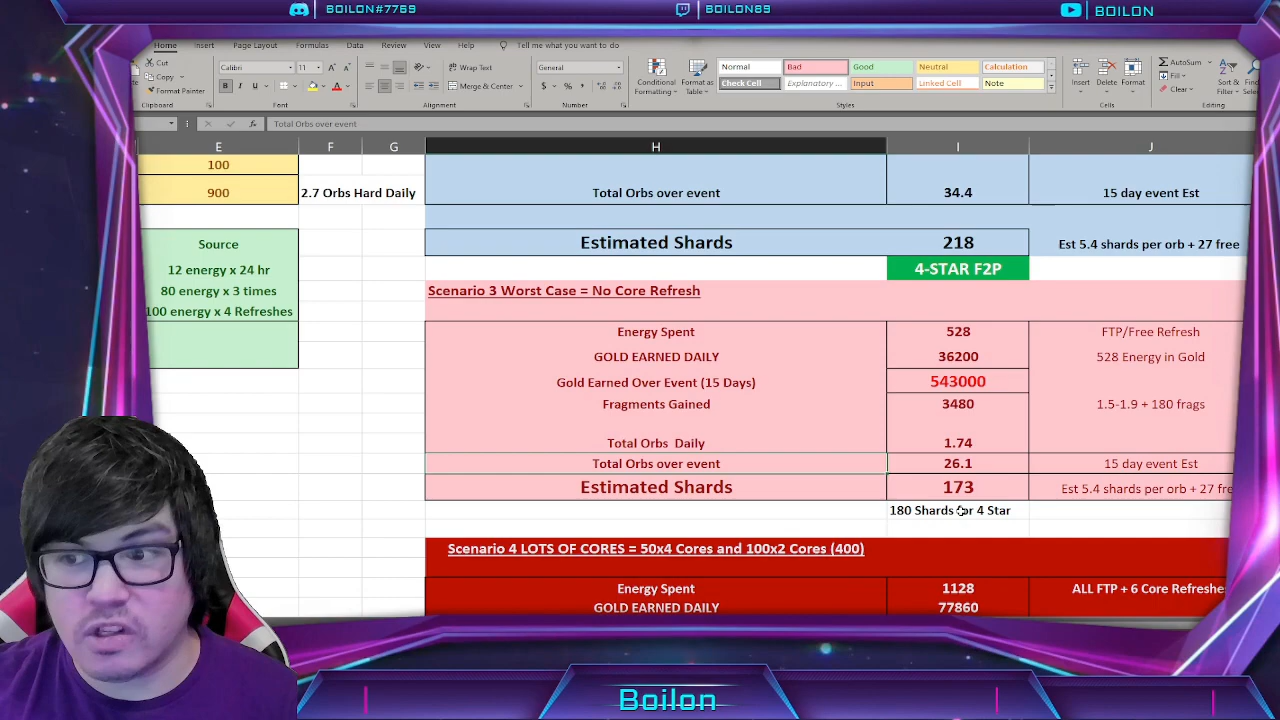 BOILON#7769
BOILON89
BOILON
Home Insert Page Layout Formulas Data Review View Help Tell me what you want to do
Cut
Copy
Format Painter
Clipboard
Calibri 11
B I U
Font
Wrap Text
Merge & Center
Alignment
General
$ % ,
Number
Conditional Formatting
Format as Table
Normal Bad Good Neutral Calculation
Check Cell Explanatory ... Input Linked Cell Note
Styles
Insert Delete Format
Cells
AutoSum
Fill
Clear
Sort & Filter
Editing
fx Total Orbs over event
E F G H I J
100
900 2.7 Orbs Hard Daily Total Orbs over event 34.4 15 day event Est
Source Estimated Shards 218 Est 5.4 shards per orb + 27 free
12 energy x 24 hr 4-STAR F2P
80 energy x 3 times Scenario 3 Worst Case = No Core Refresh
100 energy x 4 Refreshes
Energy Spent 528 FTP/Free Refresh
GOLD EARNED DAILY 36200 528 Energy in Gold
Gold Earned Over Event (15 Days) 543000
Fragments Gained 3480 1.5-1.9 + 180 frags
Total Orbs Daily 1.74
Total Orbs over event 26.1 15 day event Est
Estimated Shards 173 Est 5.4 shards per orb + 27 fre
180 Shards for 4 Star
Scenario 4 LOTS OF CORES = 50x4 Cores and 100x2 Cores (400)
Energy Spent 1128 ALL FTP + 6 Core Refreshe
GOLD EARNED DAILY 77860
Boilon